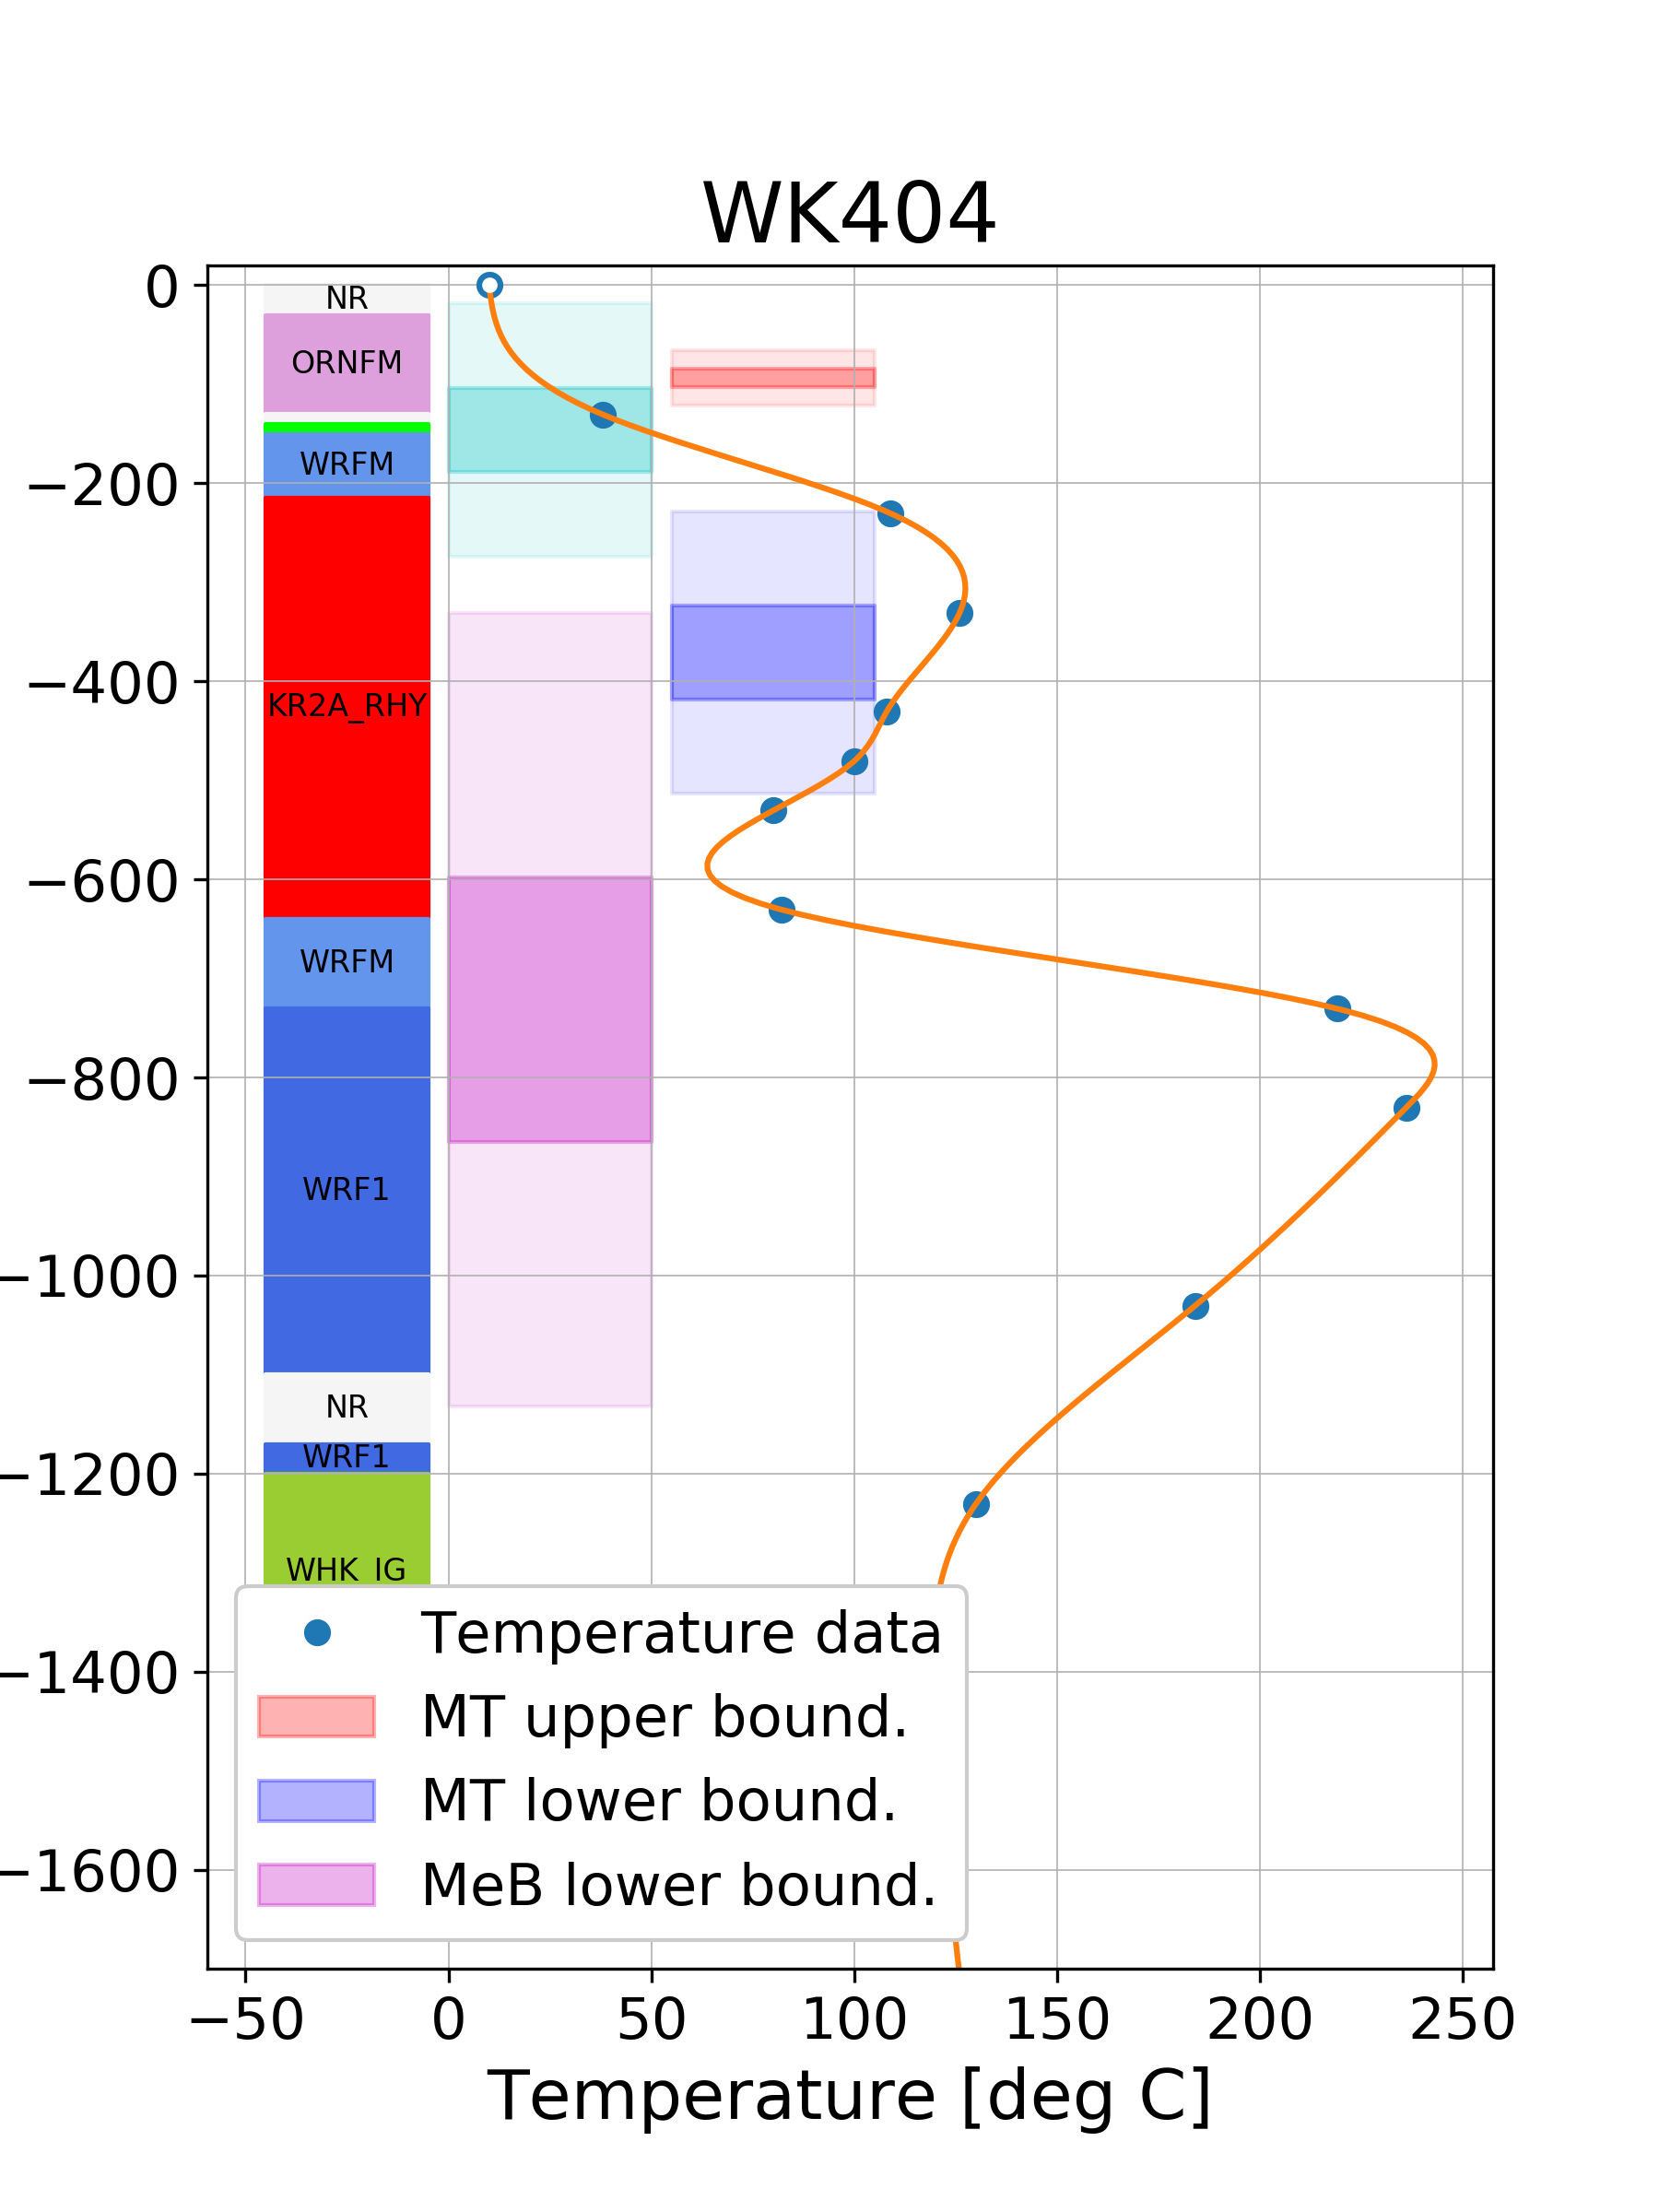 WK404
0
−200
−400
−600
−800
−1000
−1200
−1400
−1600
NR
ORNFM
WRFM
KR2A_RHY
WRFM
WRF1
NR
WRF1
WHK_IG
Temperature data
MT upper bound.
MT lower bound.
MeB lower bound.
−50 0 50 100 150 200 250
Temperature [deg C]